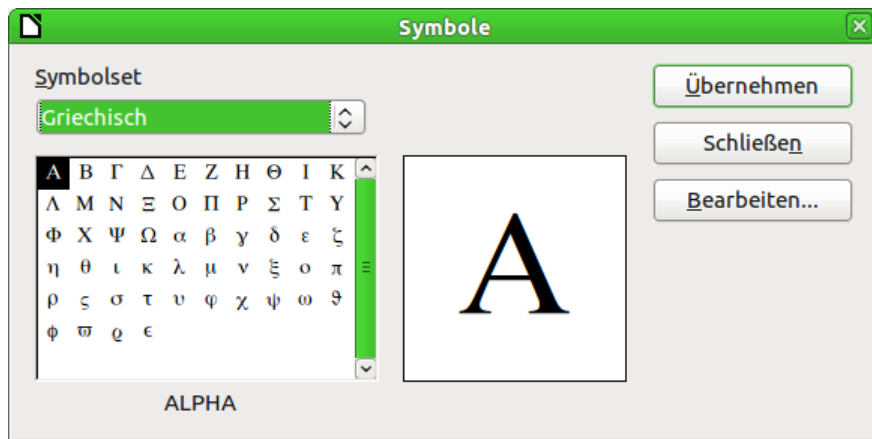 Symbole
Symbolset
Griechisch
Α Β Γ Δ Ε Ζ Η Θ Ι Κ
Λ Μ Ν Ξ Ο Π Ρ Σ Τ Υ
Φ Χ Ψ Ω α β γ δ ε ζ
η θ ι κ λ μ ν ξ ο π
ρ ς σ τ υ φ χ ψ ω ϑ
ϕ ϖ ϱ ϵ
ALPHA
Α
Übernehmen
Schließen
Bearbeiten...